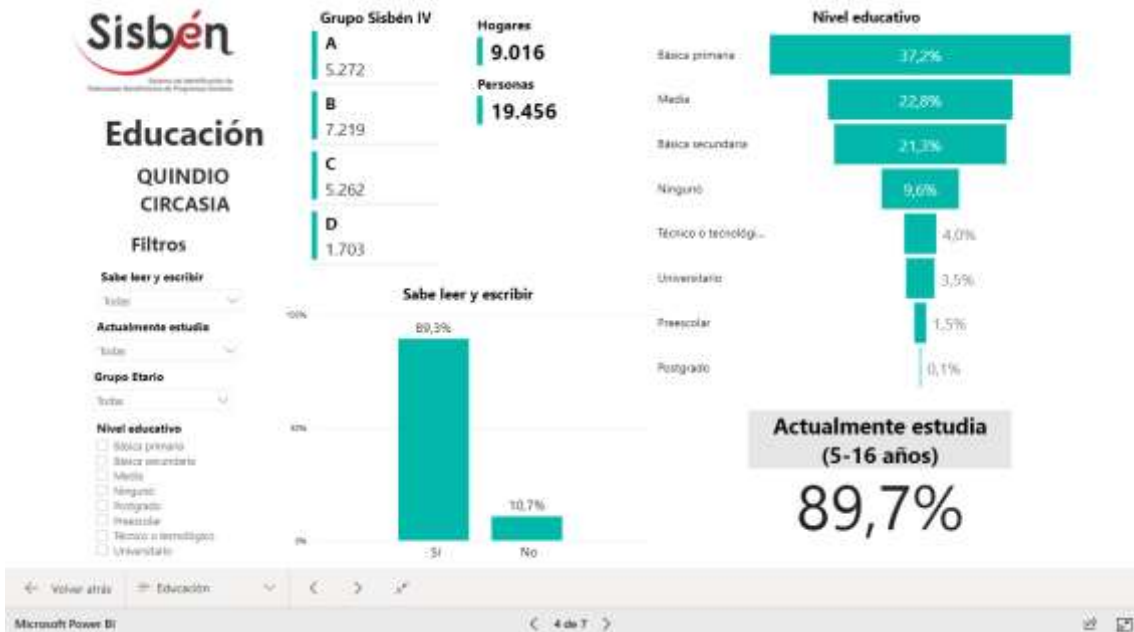 Sisbén
Educación
QUINDIO
CIRCASIA
Filtros
Sabe leer y escribir
Todas
Actualmente estudia
Todas
Grupo Etario
Todas
Nivel educativo
Básica primaria
Básica secundaria
Media
Ninguno
Postgrado
Preescolar
Técnico o tecnológico
Universitario
Grupo Sisbén IV
A
5.272
B
7.219
C
5.262
D
1.703
Hogares
9.016
Personas
19.456
Sabe leer y escribir
100%
50%
0%
89,3%
10,7%
Sí
No
Nivel educativo
Básica primaria 37,2%
Media 22,8%
Básica secundaria 21,3%
Ninguno 9,6%
Técnico o tecnológi... 4,0%
Universitario 3,5%
Preescolar 1,5%
Postgrado 0,1%
Actualmente estudia
(5-16 años)
89,7%
Volver atrás
Educación
Microsoft Power BI
4 de 7